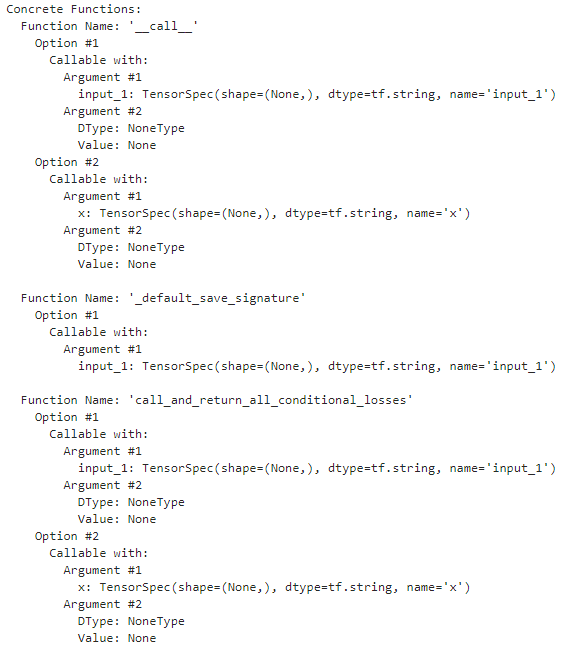 Concrete Functions:
  Function Name: '__call__'
    Option #1
      Callable with:
        Argument #1
          input_1: TensorSpec(shape=(None,), dtype=tf.string, name='input_1')
        Argument #2
          DType: NoneType
          Value: None
    Option #2
      Callable with:
        Argument #1
          x: TensorSpec(shape=(None,), dtype=tf.string, name='x')
        Argument #2
          DType: NoneType
          Value: None

  Function Name: '_default_save_signature'
    Option #1
      Callable with:
        Argument #1
          input_1: TensorSpec(shape=(None,), dtype=tf.string, name='input_1')

  Function Name: 'call_and_return_all_conditional_losses'
    Option #1
      Callable with:
        Argument #1
          input_1: TensorSpec(shape=(None,), dtype=tf.string, name='input_1')
        Argument #2
          DType: NoneType
          Value: None
    Option #2
      Callable with:
        Argument #1
          x: TensorSpec(shape=(None,), dtype=tf.string, name='x')
        Argument #2
          DType: NoneType
          Value: None